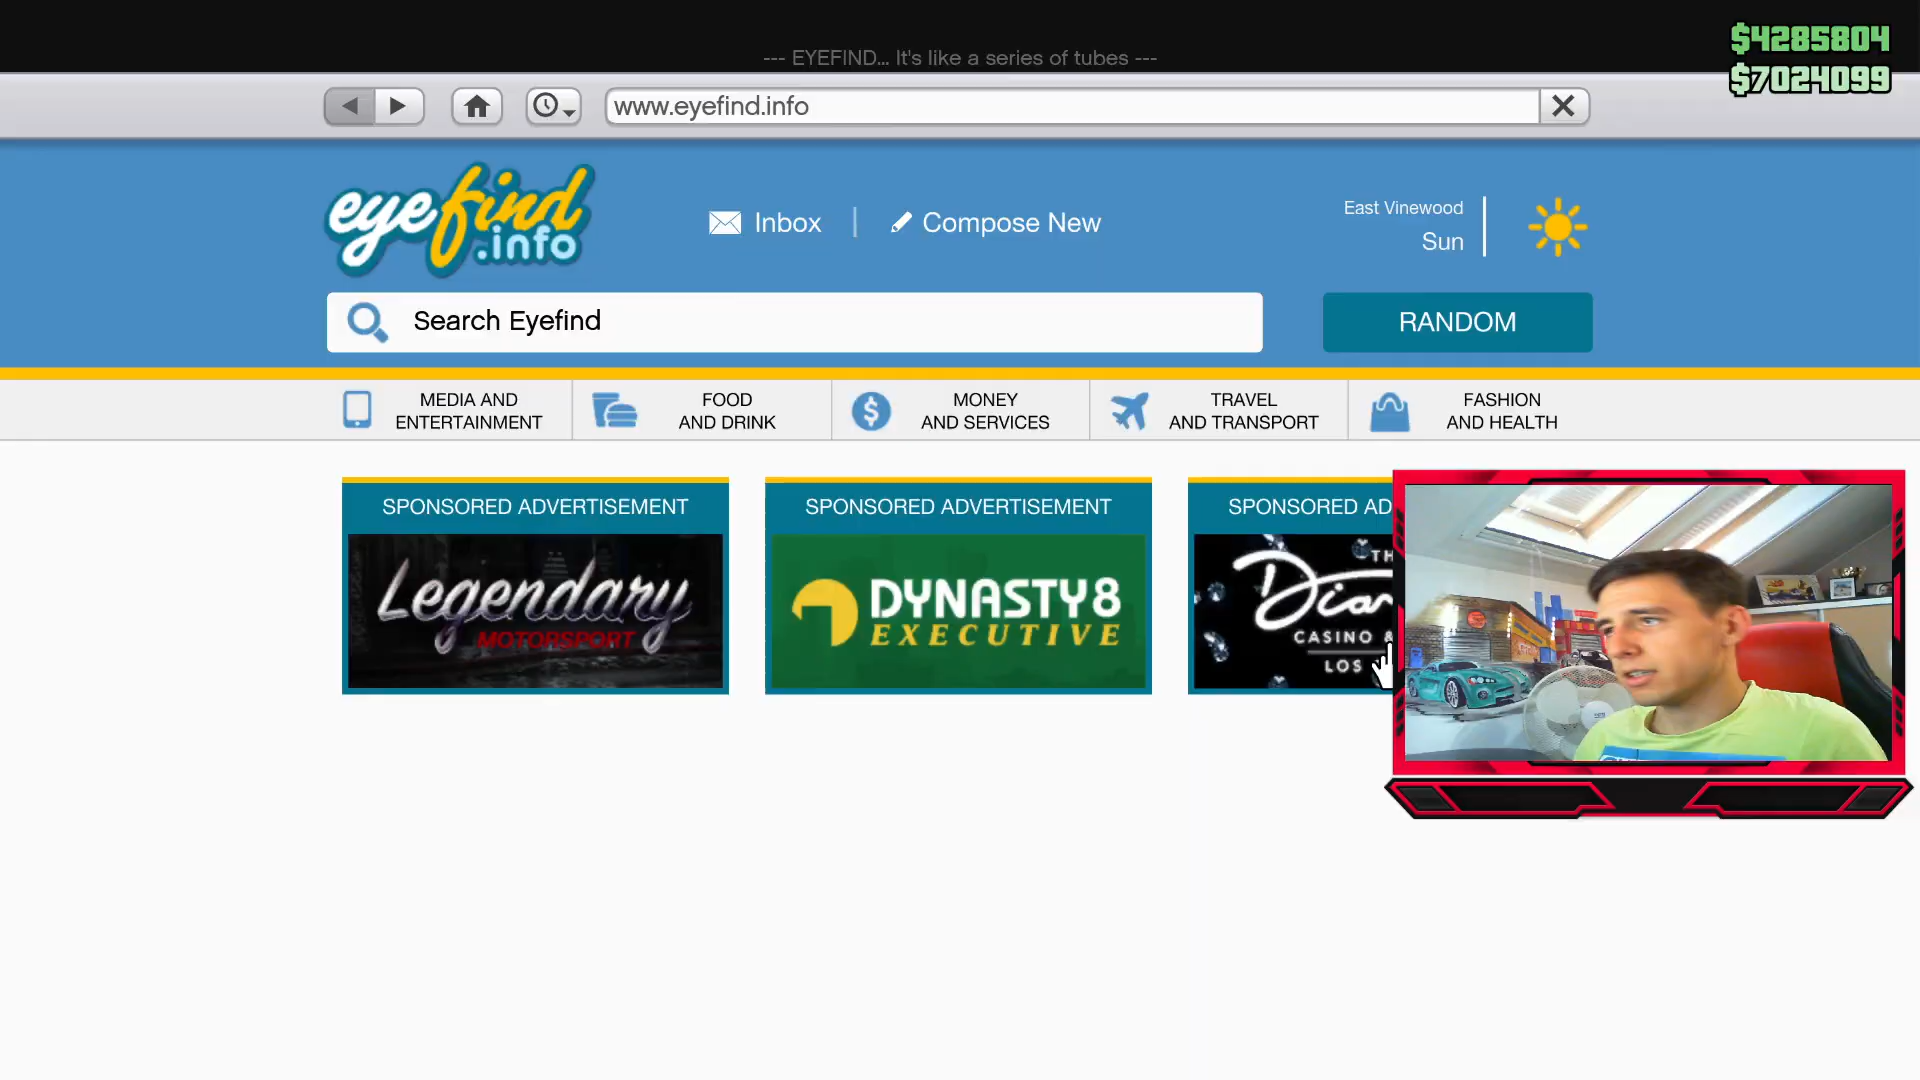 --- EYEFIND... It's like a series of tubes ---
$4285804
$7024099
www.eyefind.info
eyefind
.info
Inbox
Compose New
East Vinewood
Sun
Search Eyefind
RANDOM
MEDIA AND
ENTERTAINMENT
FOOD
AND DRINK
MONEY
AND SERVICES
TRAVEL
AND TRANSPORT
FASHION
AND HEALTH
SPONSORED ADVERTISEMENT
Legendary
MOTORSPORT
SPONSORED ADVERTISEMENT
DYNASTY8
EXECUTIVE
SPONSORED AD
TH
Dia
CASINO &
LOS